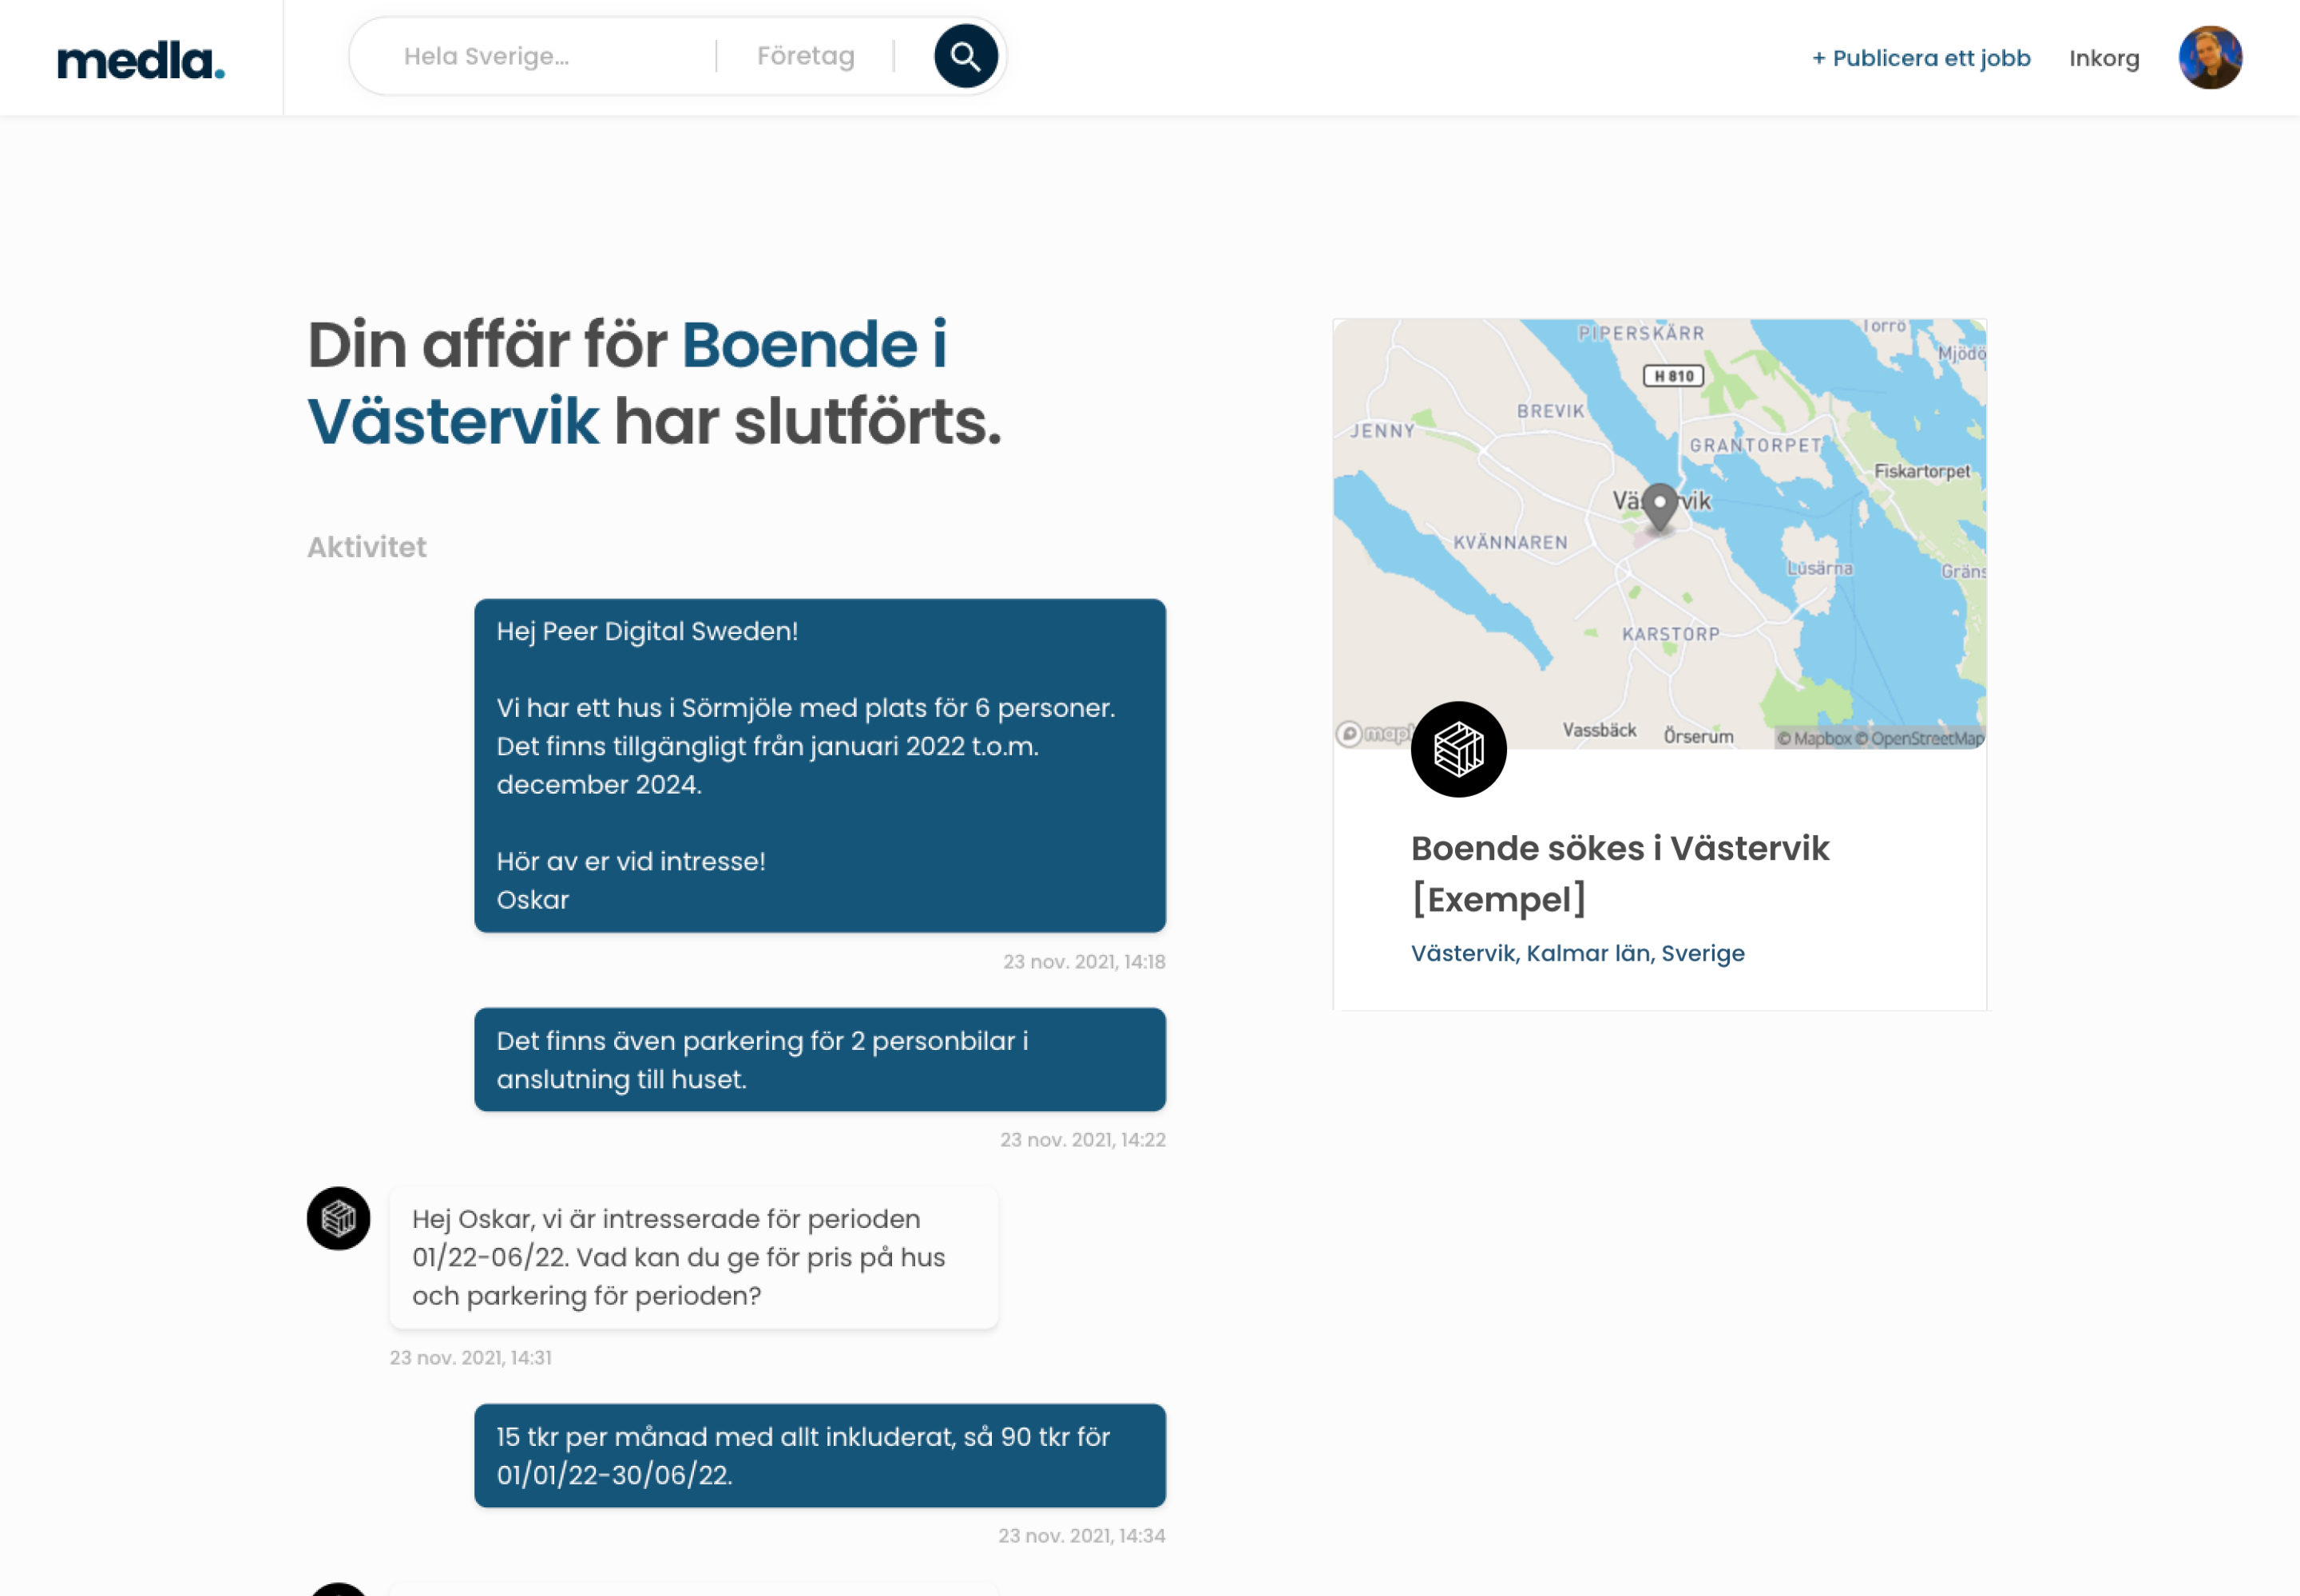 medla.
Hela Sverige...
Företag
+ Publicera ett jobb
Inkorg
Din affär för Boende i
Västervik har slutförts.
Aktivitet
Hej Peer Digital Sweden!
Vi har ett hus i Sörmjöle med plats för 6 personer.
Det finns tillgängligt från januari 2022 t.o.m.
december 2024.
Hör av er vid intresse!
Oskar
23 nov. 2021, 14:18
Det finns även parkering för 2 personbilar i
anslutning till huset.
23 nov. 2021, 14:22
Hej Oskar, vi är intresserade för perioden
01/22-06/22. Vad kan du ge för pris på hus
och parkering för perioden?
23 nov. 2021, 14:31
15 tkr per månad med allt inkluderat, så 90 tkr för
01/01/22-30/06/22.
23 nov. 2021, 14:34
PIPERSKÄRR
Torrö
Mjödö
H 810
BREVIK
JENNY
GRANTORPET
Fiskartorpet
KVÄNNAREN
Lusärna
Gräns
KARSTORP
Vassbäck
Örserum
© Mapbox © OpenStreetMap
Boende sökes i Västervik
[Exempel]
Västervik, Kalmar län, Sverige